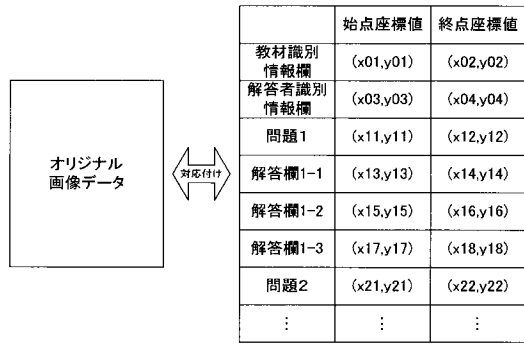 オリジナル
画像データ
対応付け
始点座標値 終点座標値
教材識別
情報欄 (x01,y01) (x02,y02)
解答者識別
情報欄 (x03,y03) (x04,y04)
問題1 (x11,y11) (x12,y12)
解答欄1-1 (x13,y13) (x14,y14)
解答欄1-2 (x15,y15) (x16,y16)
解答欄1-3 (x17,y17) (x18,y18)
問題2 (x21,y21) (x22,y22)
⋮ ⋮ ⋮